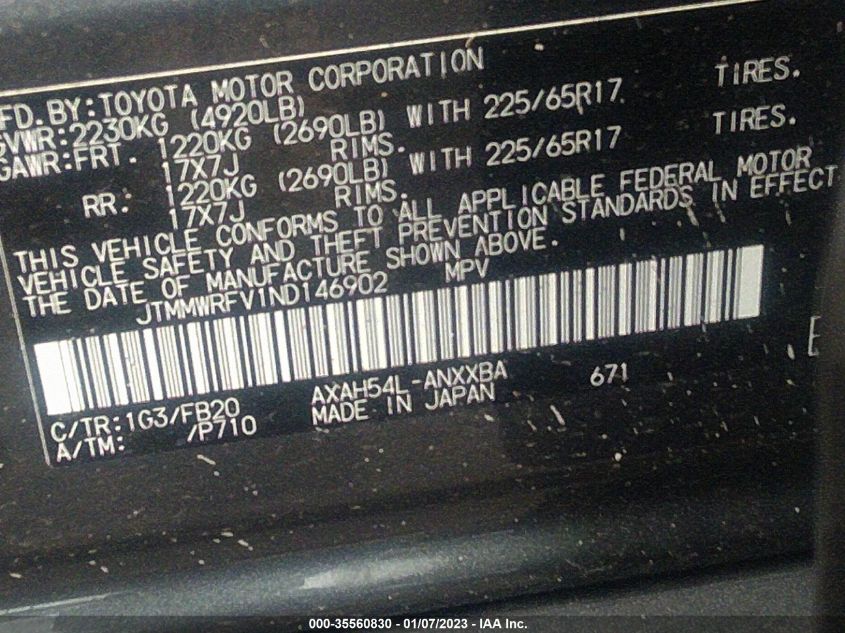 FD. BY: TOYOTA MOTOR CORPORATION
GVWR: 2230KG (4920LB)
GAWR: FRT. 1220KG (2690LB) WITH 225/65R17 TIRES.
17X7J RIMS.
RR: 1220KG (2690LB) WITH 225/65R17 TIRES.
17X7J RIMS.
THIS VEHICLE CONFORMS TO ALL APPLICABLE FEDERAL MOTOR
VEHICLE SAFETY AND THEFT PREVENTION STANDARDS IN EFFECT
THE DATE OF MANUFACTURE SHOWN ABOVE.
JTMMWRFV1ND146902 MPV
C/TR: 1G3/FB20 AXAH54L-ANXXBA 671
A/TM: /P710 MADE IN JAPAN
000-35560830 - 01/07/2023 - IAA Inc.